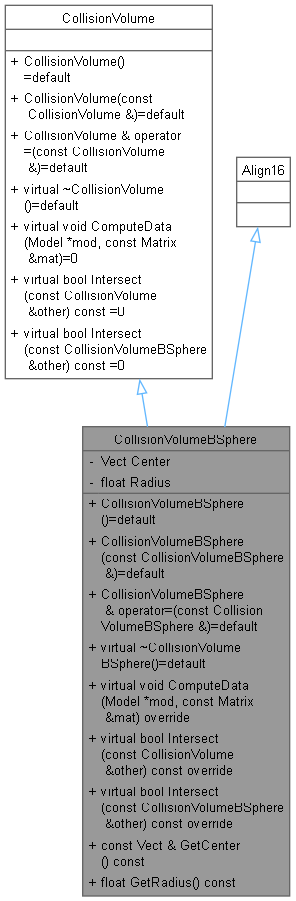 CollisionVolume
+ CollisionVolume()
=default
+ CollisionVolume(const
CollisionVolume &)=default
+ CollisionVolume & operator
=(const CollisionVolume
&)=default
+ virtual ~CollisionVolume
()=default
+ virtual void ComputeData
(Model *mod, const Matrix
&mat)=0
+ virtual bool Intersect
(const CollisionVolume
&other) const =0
+ virtual bool Intersect
(const CollisionVolumeBSphere
&other) const =0
Align16
CollisionVolumeBSphere
- Vect Center
- float Radius
+ CollisionVolumeBSphere
()=default
+ CollisionVolumeBSphere
(const CollisionVolumeBSphere
&)=default
+ CollisionVolumeBSphere
& operator=(const Collision
VolumeBSphere &)=default
+ virtual ~CollisionVolume
BSphere()=default
+ virtual void ComputeData
(Model *mod, const Matrix
&mat) override
+ virtual bool Intersect
(const CollisionVolume
&other) const override
+ virtual bool Intersect
(const CollisionVolumeBSphere
&other) const override
+ const Vect & GetCenter
() const
+ float GetRadius() const